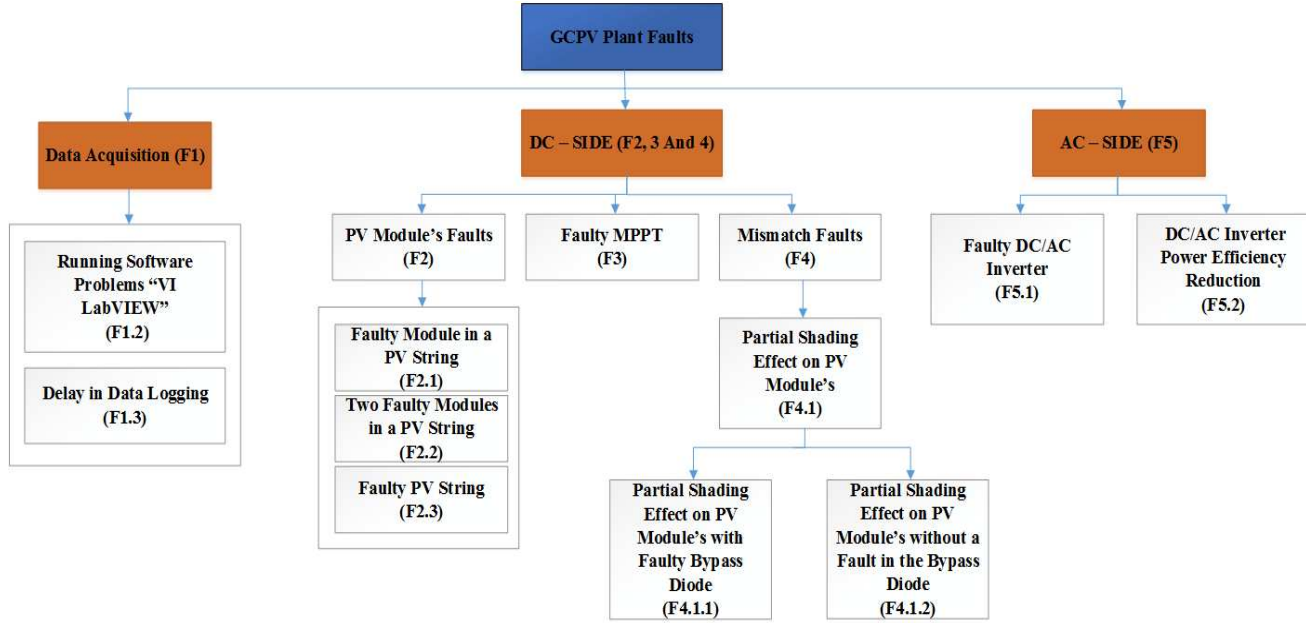 GCPV Plant Faults
Data Acquisition (F1)
DC – SIDE (F2, 3 And 4)
AC – SIDE (F5)
Running Software
Problems “VI
LabVIEW”
(F1.2)
Delay in Data Logging
(F1.3)
PV Module’s Faults
(F2)
Faulty Module in a
PV String
(F2.1)
Two Faulty Modules
in a PV String
(F2.2)
Faulty PV String
(F2.3)
Faulty MPPT
(F3)
Mismatch Faults
(F4)
Partial Shading
Effect on PV
Module’s
(F4.1)
Partial Shading
Effect on PV
Module’s with
Faulty Bypass
Diode
(F4.1.1)
Partial Shading
Effect on PV
Module’s without a
Fault in the Bypass
Diode
(F4.1.2)
Faulty DC/AC
Inverter
(F5.1)
DC/AC Inverter
Power Efficiency
Reduction
(F5.2)